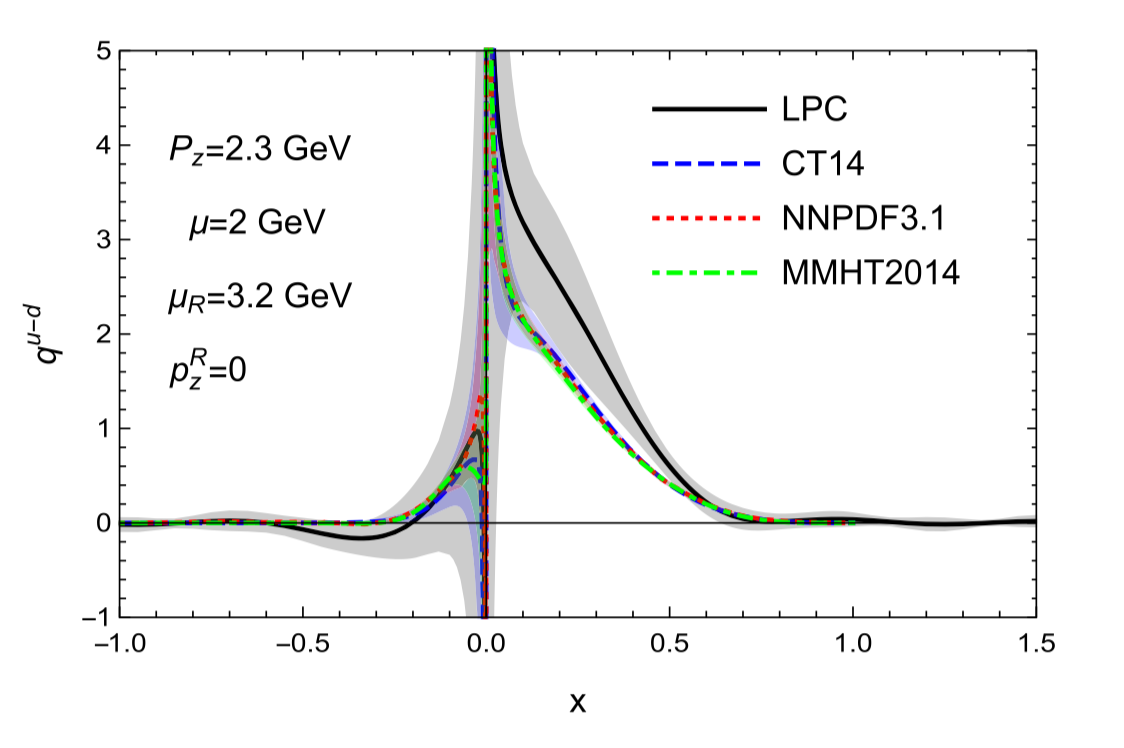 5
4
3
2
1
0
−1
q^{u−d}
P_z=2.3 GeV
μ=2 GeV
μ_R=3.2 GeV
p_z^R=0
LPC
CT14
NNPDF3.1
MMHT2014
−1.0 −0.5 0.0 0.5 1.0 1.5
x